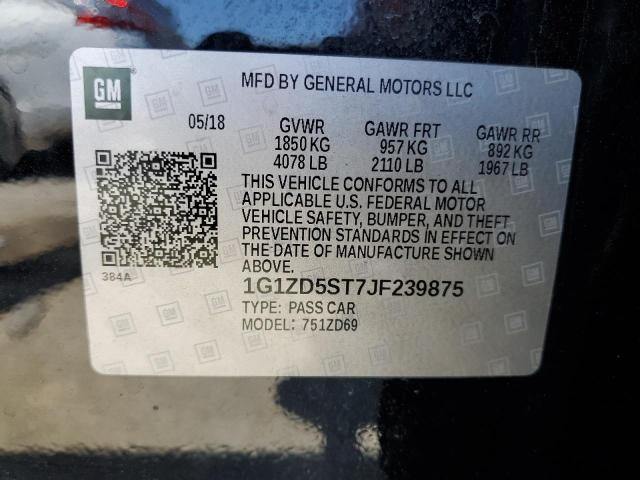 GM
MFD BY GENERAL MOTORS LLC
05/18 GVWR GAWR FRT GAWR RR
1850 KG 957 KG 892 KG
4078 LB 2110 LB 1967 LB
THIS VEHICLE CONFORMS TO ALL
APPLICABLE U.S. FEDERAL MOTOR
VEHICLE SAFETY, BUMPER, AND THEFT
PREVENTION STANDARDS IN EFFECT ON
THE DATE OF MANUFACTURE SHOWN
ABOVE.
384A
1G1ZD5ST7JF239875
TYPE: PASS CAR
MODEL: 751ZD69